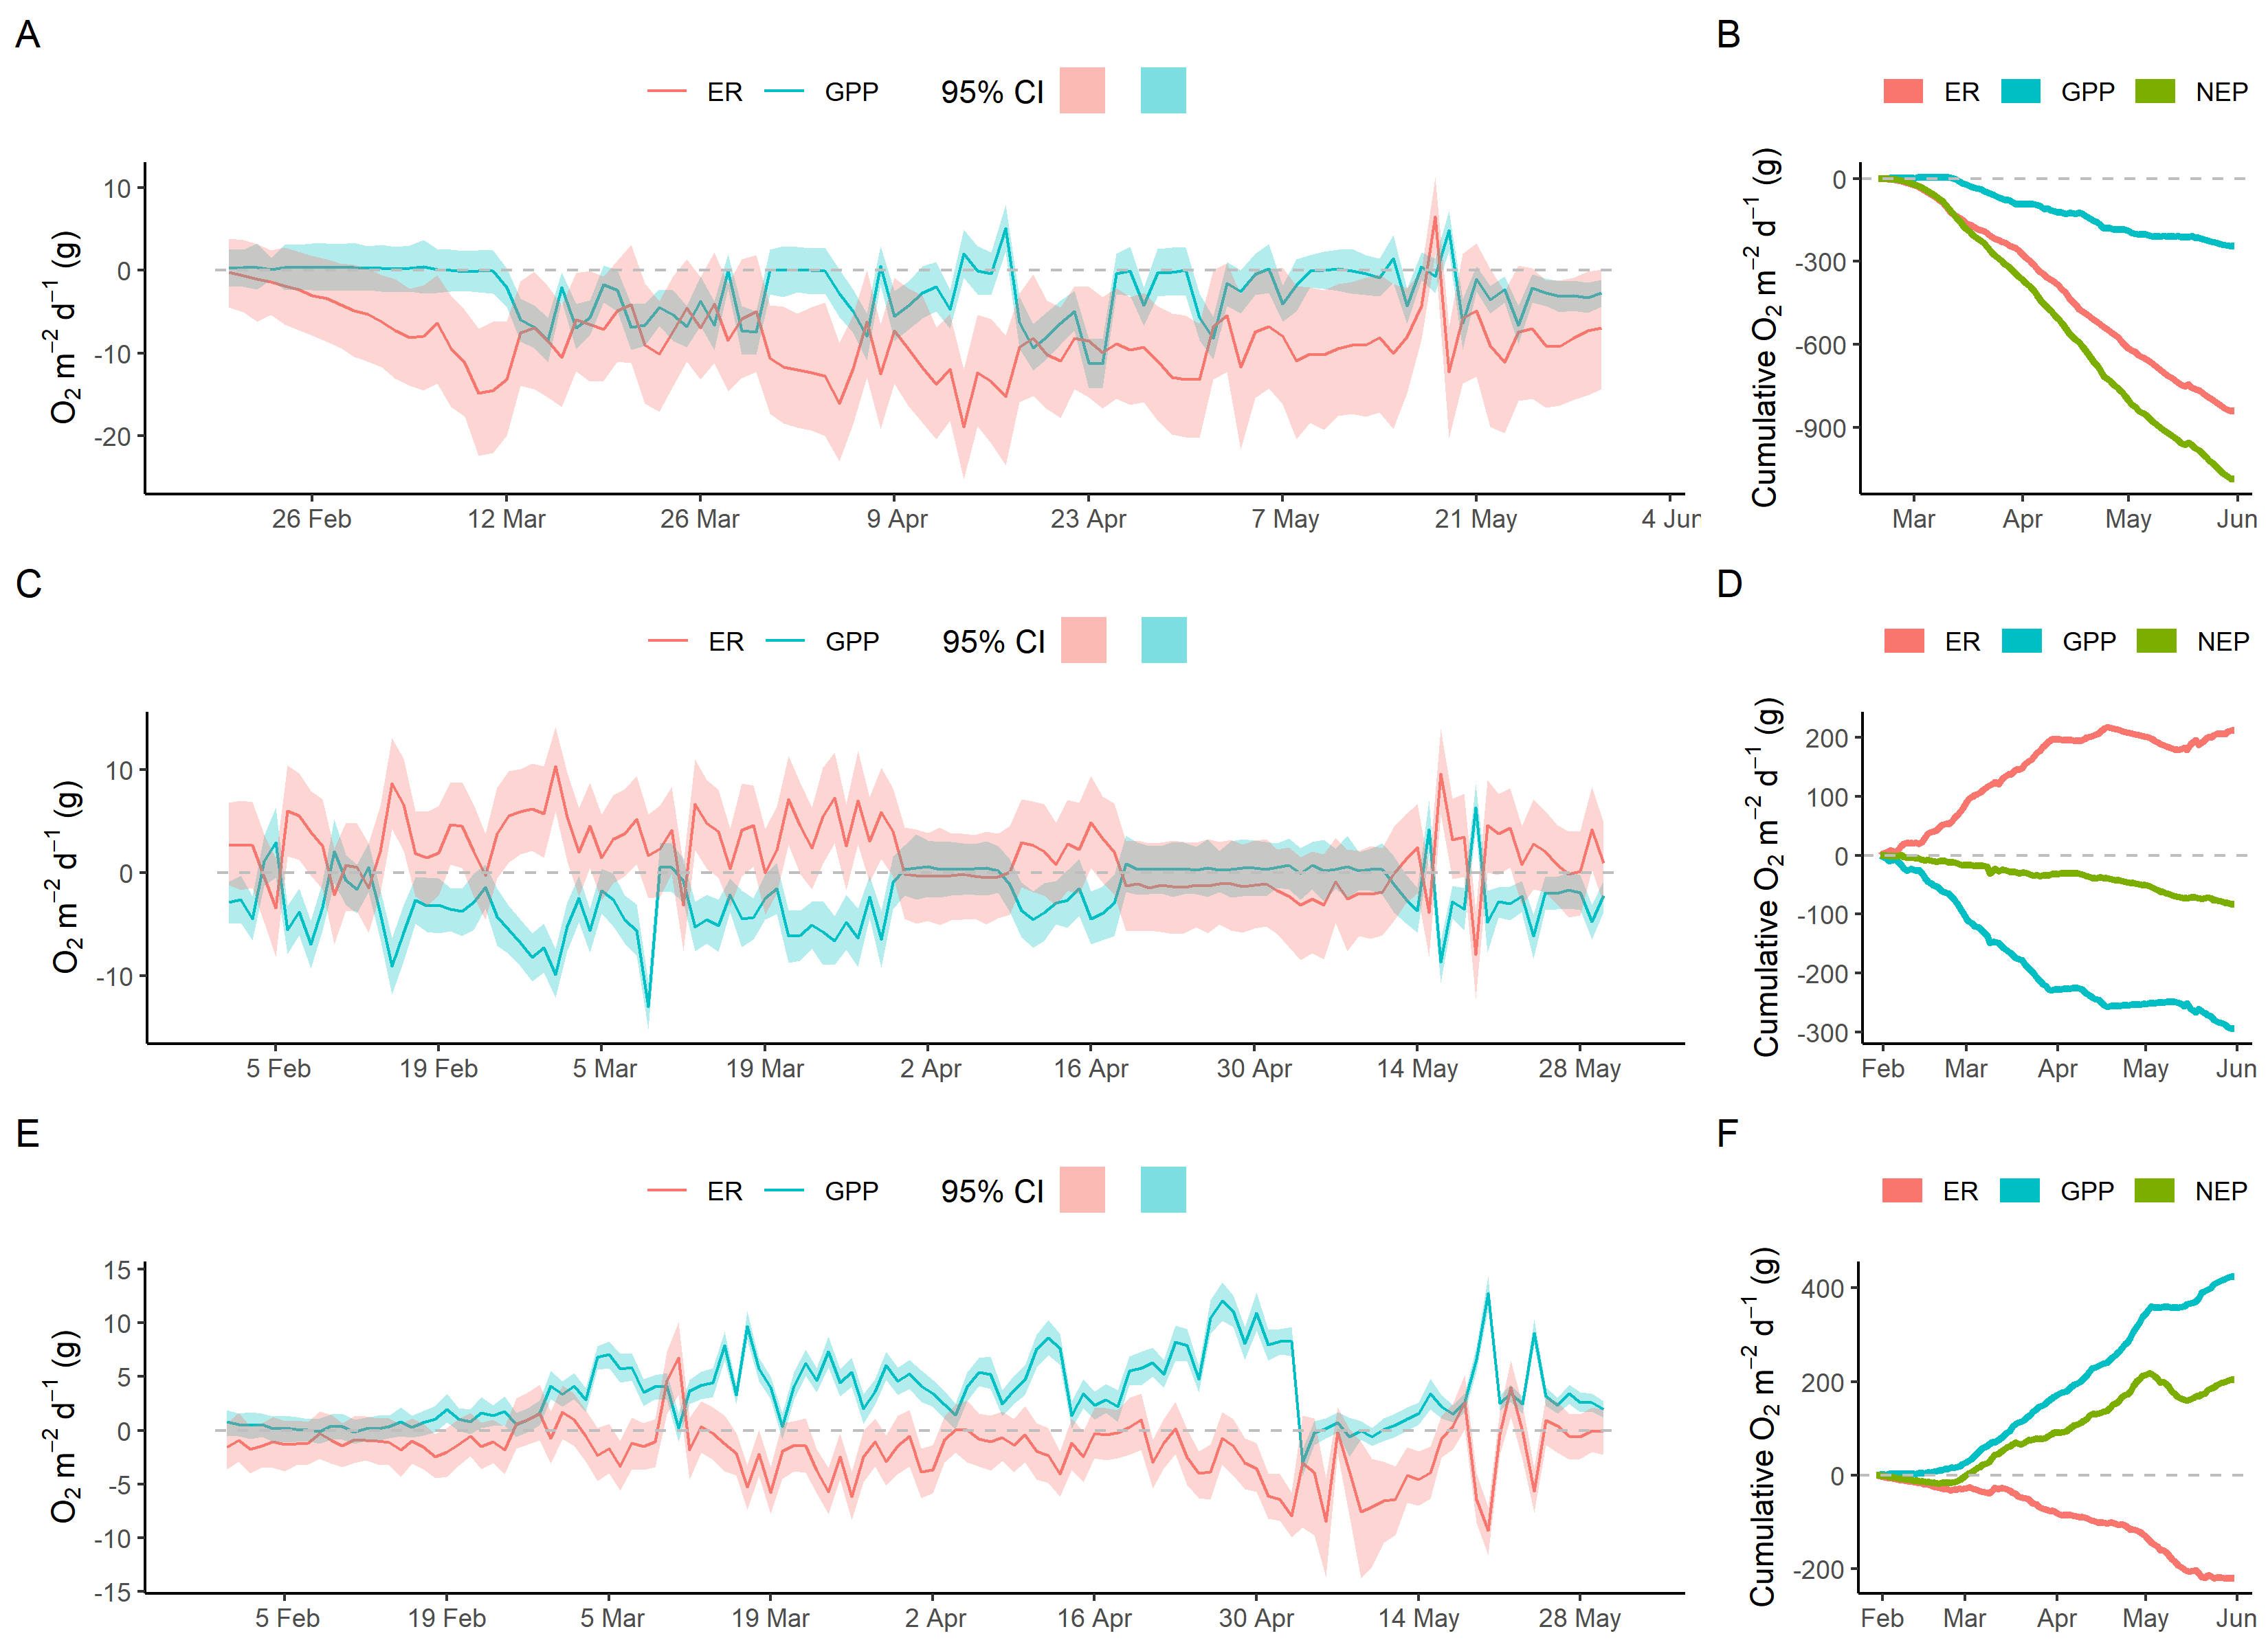 A
B
ER GPP 95% CI
ER GPP NEP
O₂ m⁻² d⁻¹ (g)
10
0
-10
-20
26 Feb 12 Mar 26 Mar 9 Apr 23 Apr 7 May 21 May 4 Jun
Cumulative O₂ m⁻² d⁻¹ (g)
0
-300
-600
-900
Mar Apr May Jun
C
D
ER GPP 95% CI
ER GPP NEP
O₂ m⁻² d⁻¹ (g)
10
0
-10
5 Feb 19 Feb 5 Mar 19 Mar 2 Apr 16 Apr 30 Apr 14 May 28 May
Cumulative O₂ m⁻² d⁻¹ (g)
200
100
0
-100
-200
-300
Feb Mar Apr May Jun
E
F
ER GPP 95% CI
ER GPP NEP
O₂ m⁻² d⁻¹ (g)
15
10
5
0
-5
-10
-15
5 Feb 19 Feb 5 Mar 19 Mar 2 Apr 16 Apr 30 Apr 14 May 28 May
Cumulative O₂ m⁻² d⁻¹ (g)
400
200
0
-200
Feb Mar Apr May Jun